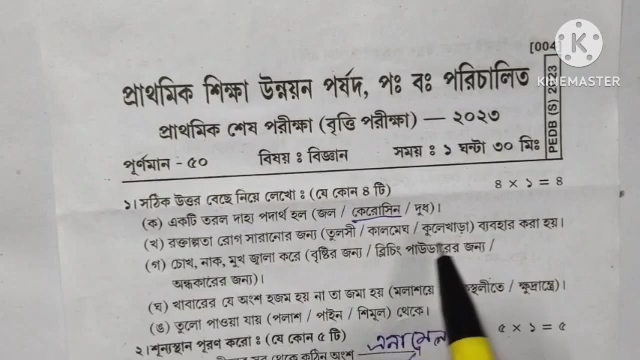 [004
প্রাথমিক শিক্ষা উন্নয়ন পর্ষদ, পঃ বঃ পরিচালিত
KINEMASTER
প্রাথমিক শেষ পরীক্ষা (বৃত্তি পরীক্ষা) — ২০২৩
PEDB (S) 2023
পূর্ণমান - ৫০ বিষয় ঃ বিজ্ঞান সময় ঃ ১ ঘন্টা ৩০ মিঃ
১। সঠিক উত্তর বেছে নিয়ে লেখো ঃ (যে কোন ৪ টি) ৪ × ১ = ৪
(ক) একটি তরল দাহ্য পদার্থ হল (জল / কেরোসিন / দুধ)।
(খ) রক্তাল্পতা রোগ সারানোর জন্য (তুলসী / কালমেঘ / কুলেখাড়া) ব্যবহার করা হয়।
(গ) চোখ, নাক, মুখ জ্বালা করে (বৃষ্টির জন্য / ব্লিচিং পাউডারের জন্য /
অন্ধকারের জন্য)।
(ঘ) খাবারের যে অংশ হজম হয় না তা জমা হয় (মলাশয়ে / ক্ষুদ্রান্ত্রে)।
(ঙ) তুলো পাওয়া যায় (পলাশ / পাইন / শিমূল) থেকে।
২। শূন্যস্থান পূরণ করো ঃ (যে কোন ৫ টি) ৫ × ১ = ৫
থেকে কঠিন অংশ